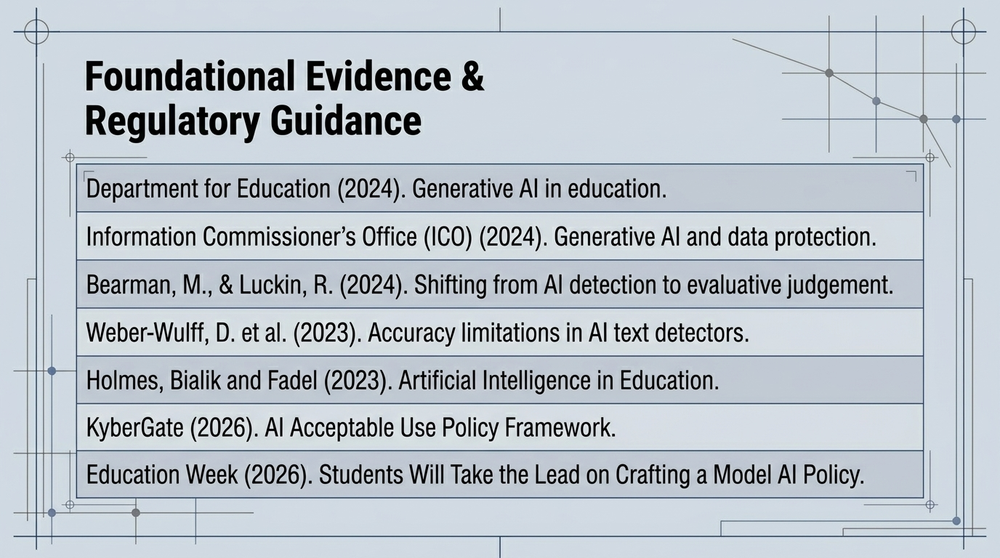 Foundational Evidence &
Regulatory Guidance
Department for Education (2024). Generative AI in education.
Information Commissioner’s Office (ICO) (2024). Generative AI and data protection.
Bearman, M., & Luckin, R. (2024). Shifting from AI detection to evaluative judgement.
Weber-Wulff, D. et al. (2023). Accuracy limitations in AI text detectors.
Holmes, Bialik and Fadel (2023). Artificial Intelligence in Education.
KyberGate (2026). AI Acceptable Use Policy Framework.
Education Week (2026). Students Will Take the Lead on Crafting a Model AI Policy.